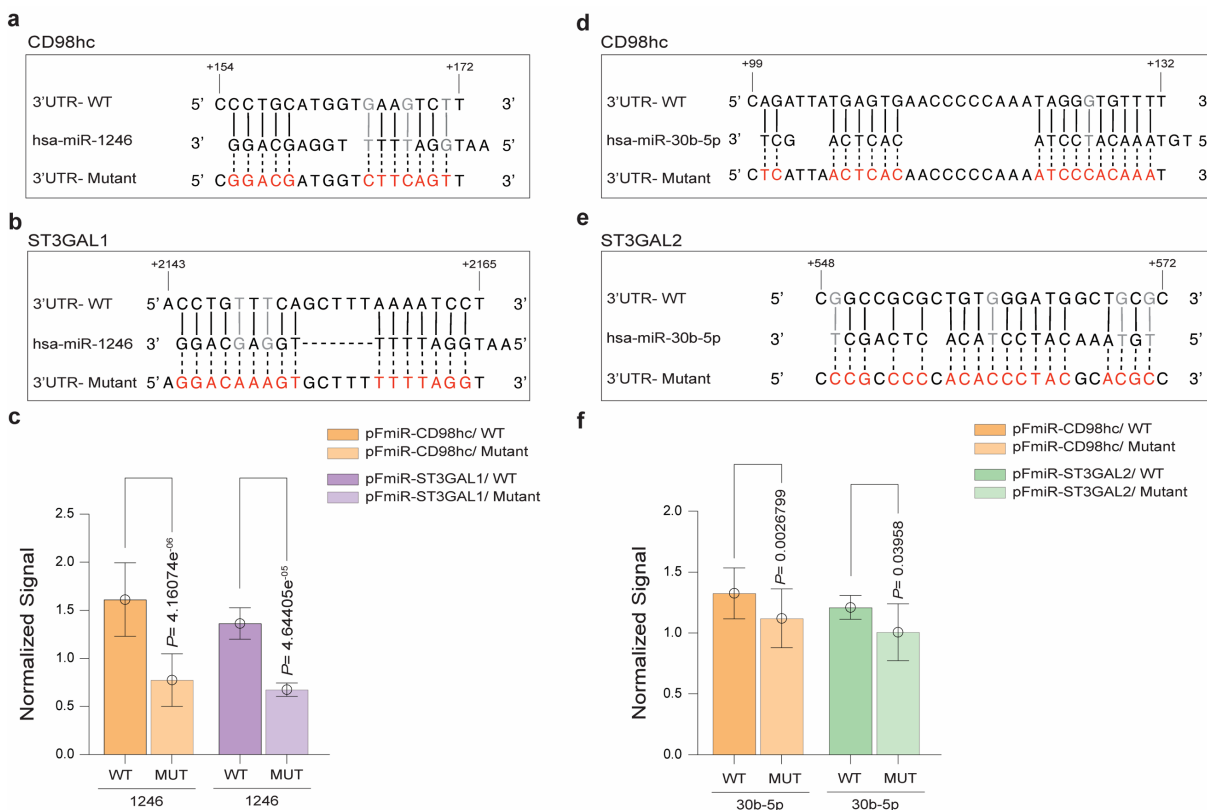 a
CD98hc
+154 +172
3'UTR- WT 5' CCCTGCATGGTGAAGTCTT 3'
hsa-miR-1246 3' GGACGAGGT TTTTAGGTAA 5'
3'UTR- Mutant 5' CGGACGATGGTCTTCAGTT 3'
b
ST3GAL1
+2143 +2165
3'UTR- WT 5' ACCTGTTTCAGCTTTAAAATCCT 3'
hsa-miR-1246 3' GGACGAGGT--------TTTTAGGTAA5'
3'UTR- Mutant 5' AGGACAAAGTGCTTTTTTTAGGT 3'
c
pFmiR-CD98hc/ WT
pFmiR-CD98hc/ Mutant
pFmiR-ST3GAL1/ WT
pFmiR-ST3GAL1/ Mutant
Normalized Signal
2.5
2.0
1.5
1.0
0.5
0.0
P= 4.16074e-06
P= 4.64405e-05
WT MUT WT MUT
1246 1246
d
CD98hc
+99 +132
3'UTR- WT 5' CAGATTATGAGTGAACCCCCAAATAGGGTGTTTT 3'
hsa-miR-30b-5p 3' TCG ACTCAC ATCCTACAAATGT 5'
3'UTR- Mutant 5' CTCATTAACTCACAACCCCCAAAATCCCACAAAT 3'
e
ST3GAL2
+548 +572
3'UTR- WT 5' CGGCCGCGCTGTGGGATGGCTGCGC 3'
hsa-miR-30b-5p 3' TCGACTC ACATCCTACAAATGT 5'
3'UTR- Mutant 5' CCCGCCCCCACACCCTACGCACGCC 3'
f
pFmiR-CD98hc/ WT
pFmiR-CD98hc/ Mutant
pFmiR-ST3GAL2/ WT
pFmiR-ST3GAL2/ Mutant
Normalized Signal
2.0
1.5
1.0
0.5
0.0
P= 0.0026799
P= 0.03958
WT MUT WT MUT
30b-5p 30b-5p